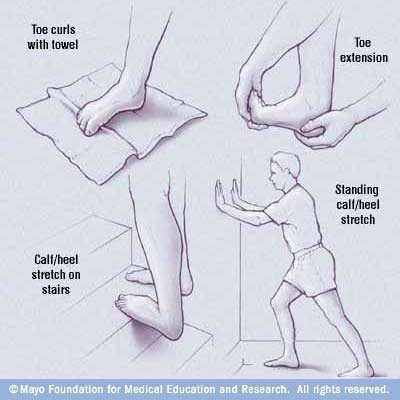 Toe curls
with towel
Toe
extension
Calf/heel
stretch on
stairs
Standing
calf/heel
stretch
© Mayo Foundation for Medical Education and Research. All rights reserved.